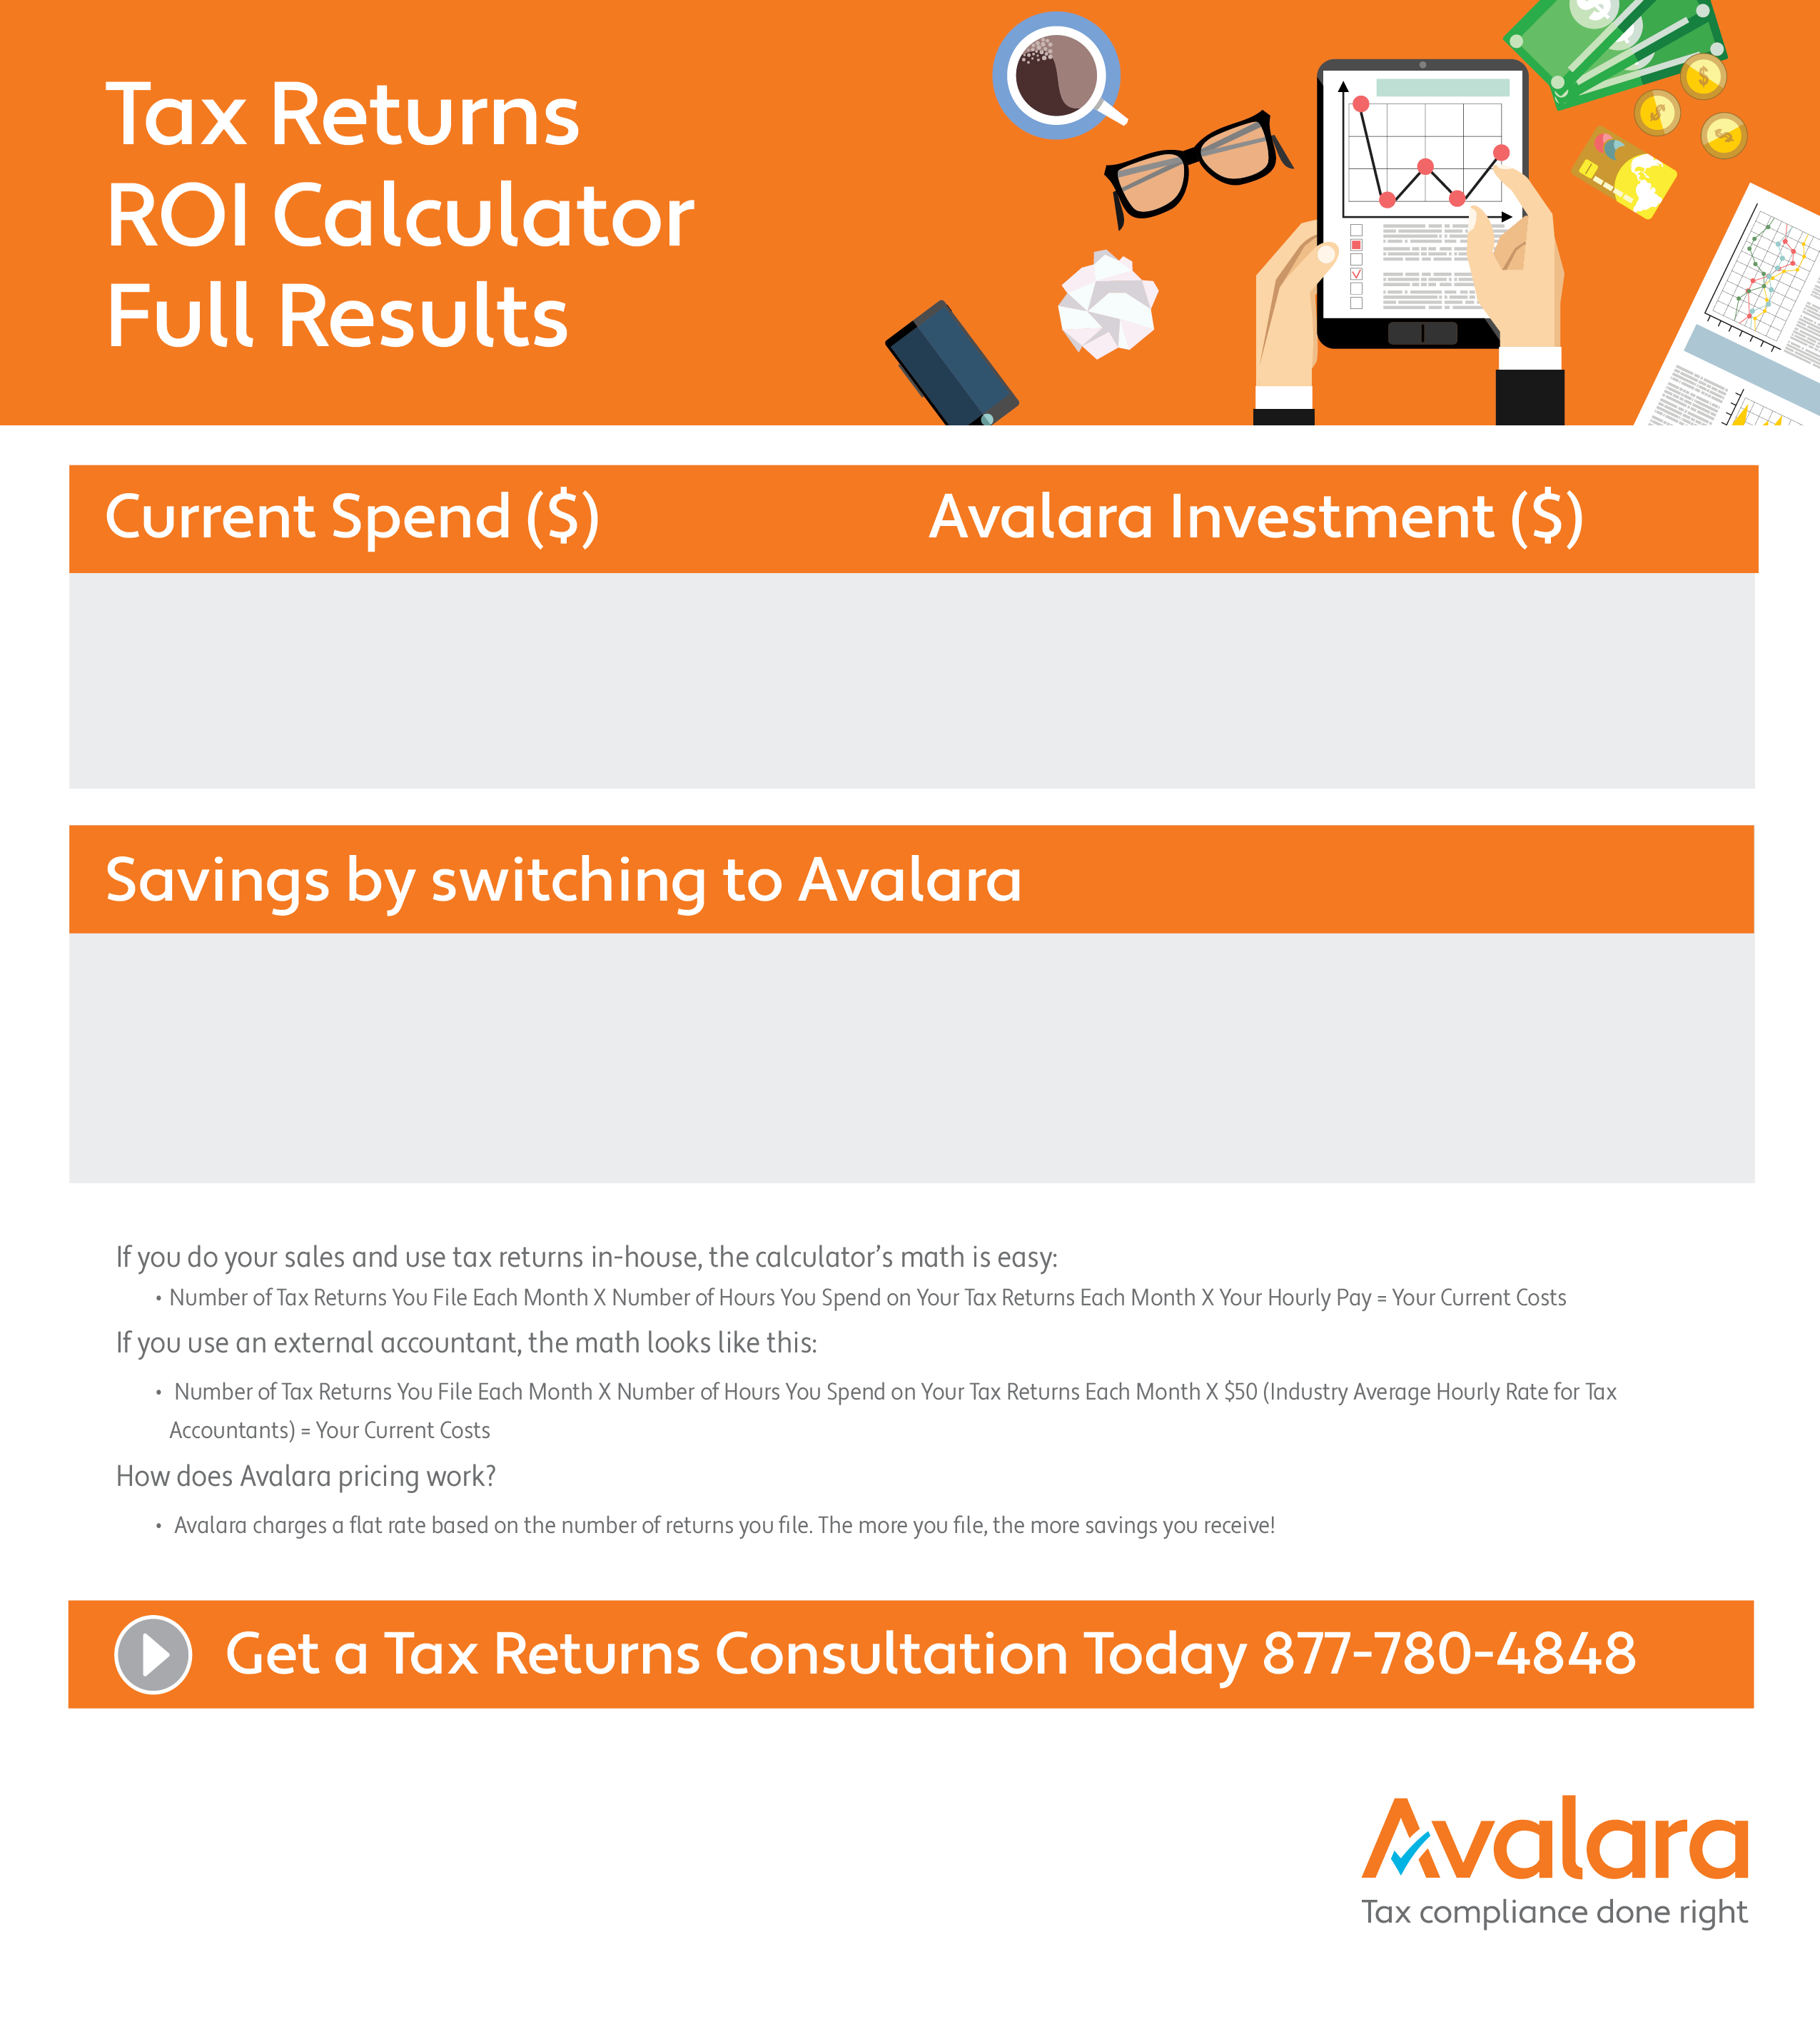 Tax Returns
ROI Calculator
Full Results
Current Spend ($)
Avalara Investment ($)
Savings by switching to Avalara
If you do your sales and use tax returns in-house, the calculator’s math is easy:
• Number of Tax Returns You File Each Month X Number of Hours You Spend on Your Tax Returns Each Month X Your Hourly Pay = Your Current Costs
If you use an external accountant, the math looks like this:
• Number of Tax Returns You File Each Month X Number of Hours You Spend on Your Tax Returns Each Month X $50 (Industry Average Hourly Rate for Tax
Accountants) = Your Current Costs
How does Avalara pricing work?
• Avalara charges a flat rate based on the number of returns you file. The more you file, the more savings you receive!
Get a Tax Returns Consultation Today 877-780-4848
Avalara
Tax compliance done right